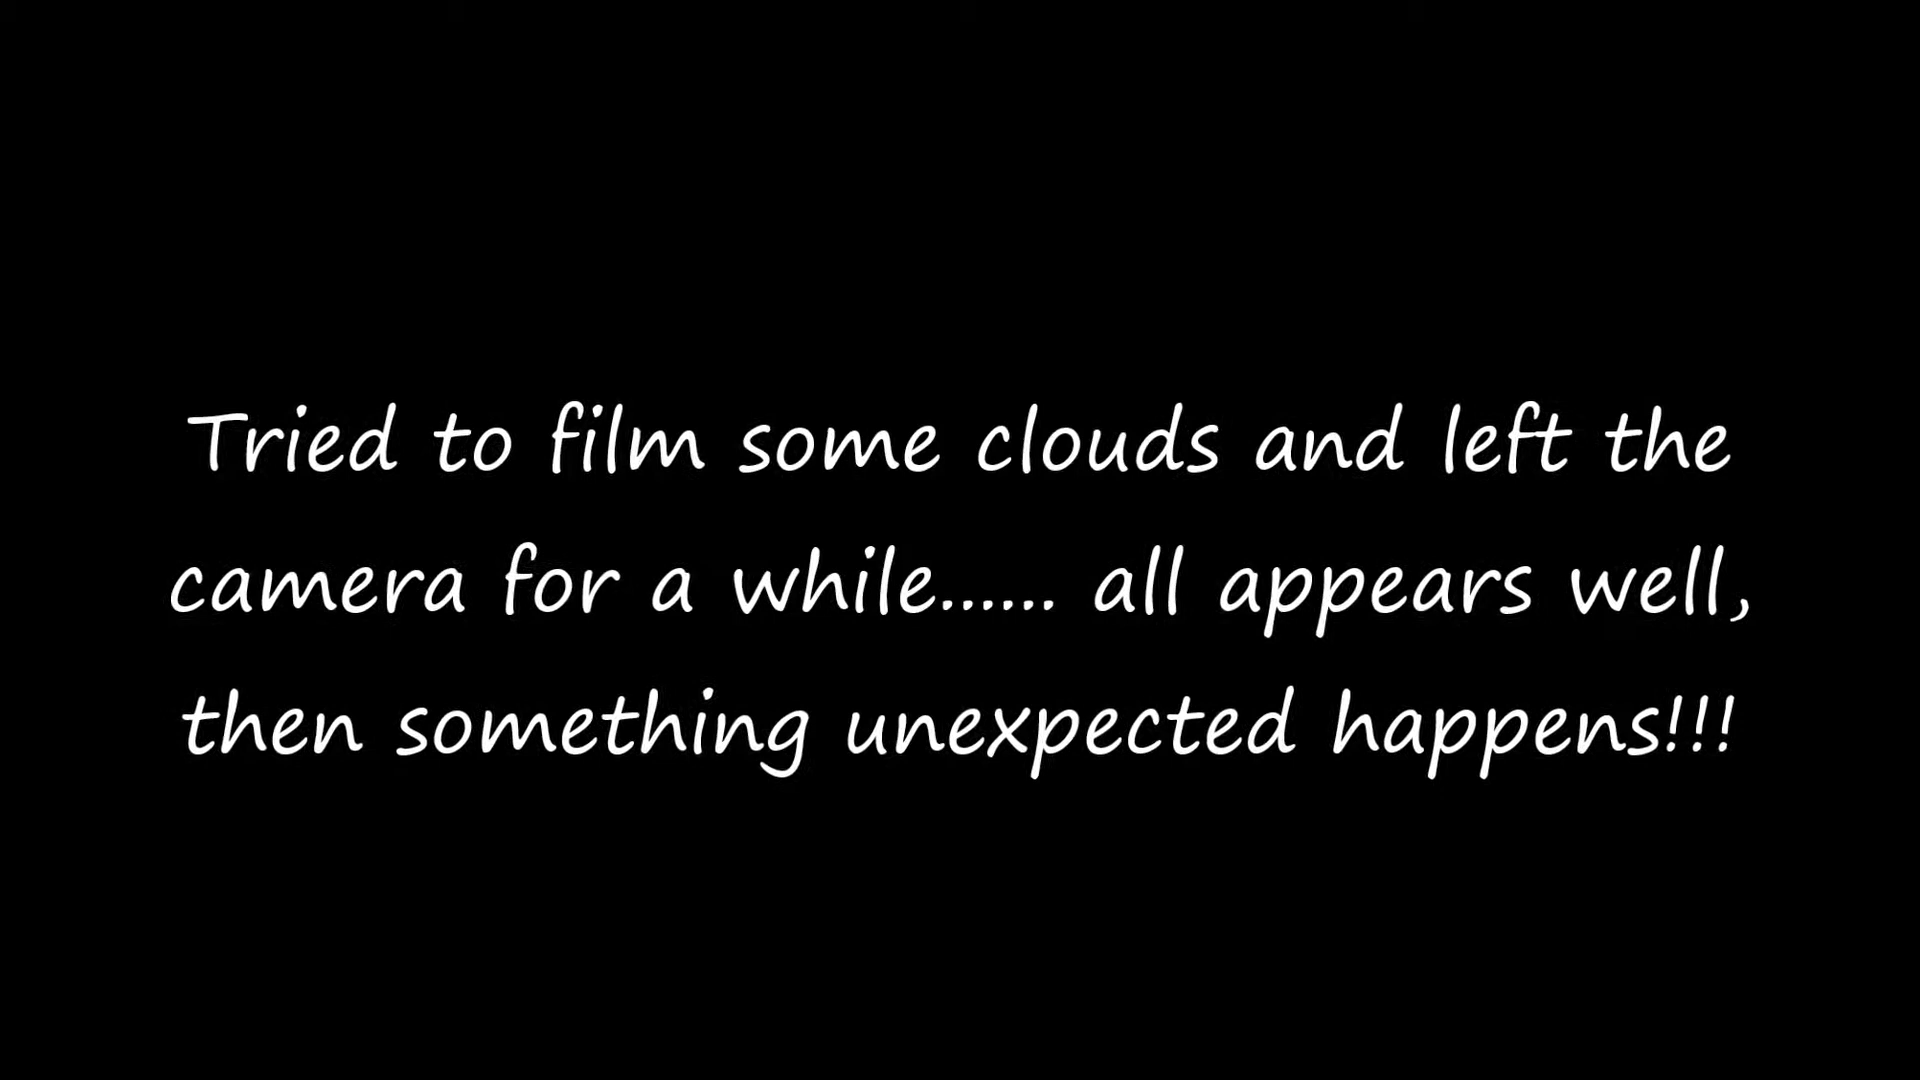 Tried to film some clouds and left the
camera for a while...... all appears well,
then something unexpected happens!!!